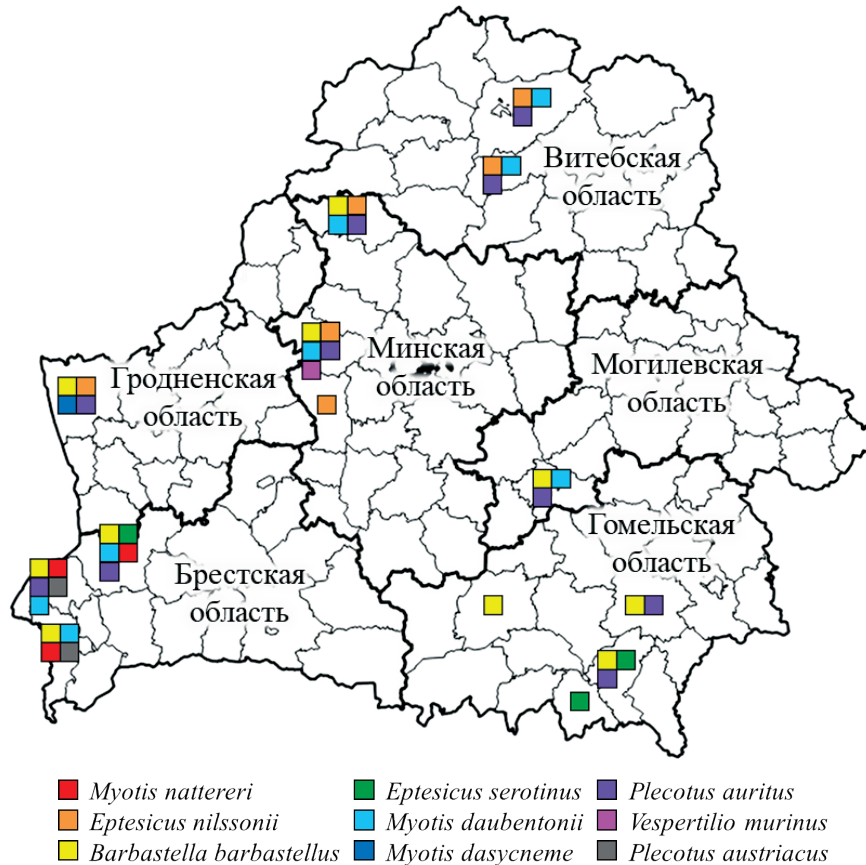 Витебская
область
Минская
область
Могилевская
область
Гродненская
область
Гомельская
область
Брестская
область
Myotis nattereri
Eptesicus nilssonii
Barbastella barbastellus
Eptesicus serotinus
Myotis daubentonii
Myotis dasycneme
Plecotus auritus
Vespertilio murinus
Plecotus austriacus